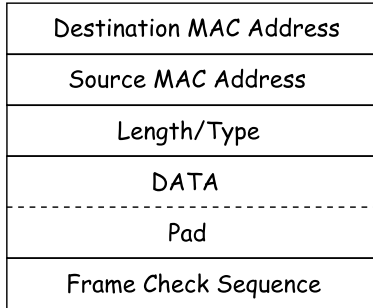 Destination MAC Address
Source MAC Address
Length/Type
DATA
Pad
Frame Check Sequence